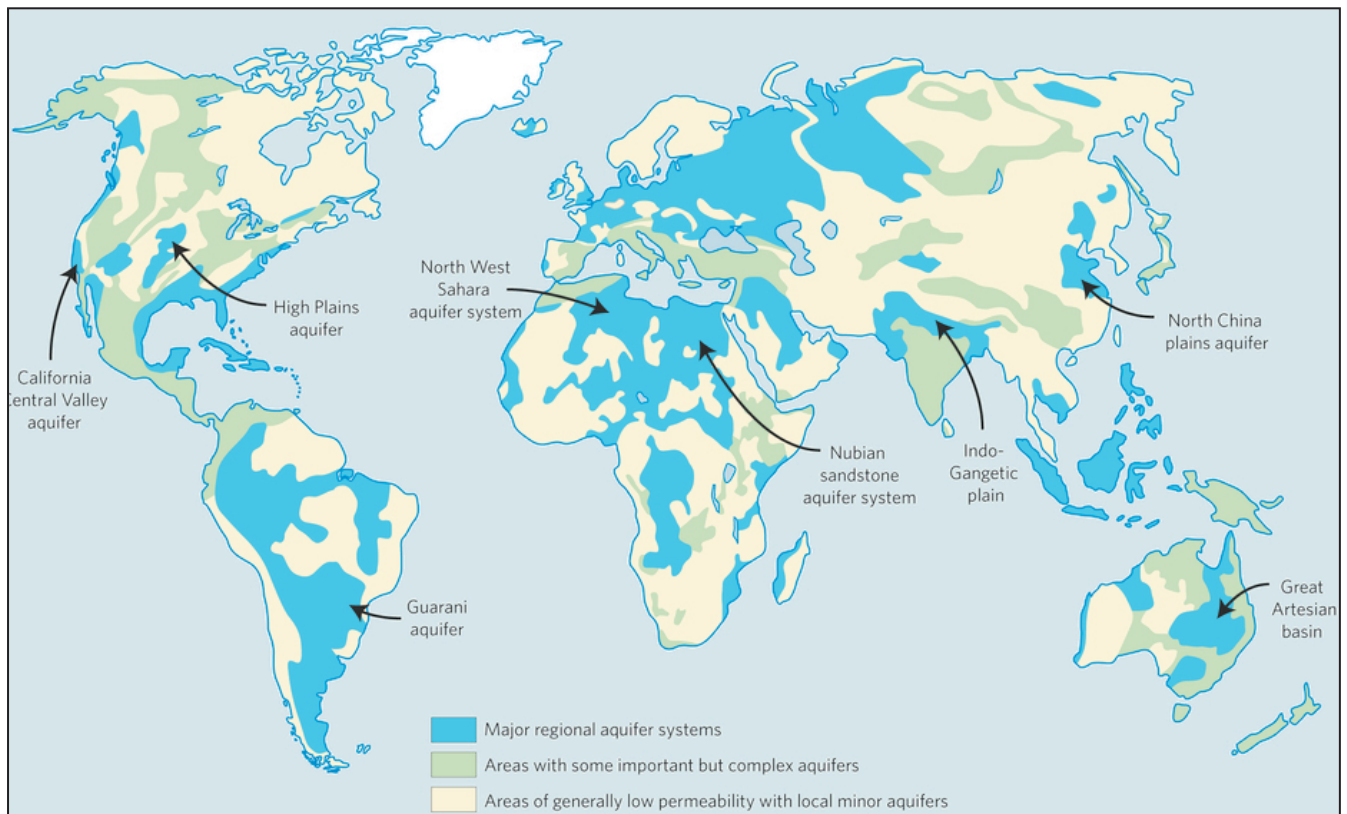 North West
Sahara
aquifer system
High Plains
aquifer
North China
plains aquifer
California
Central Valley
aquifer
Nubian
sandstone
aquifer system
Indo-
Gangetic
plain
Guarani
aquifer
Great
Artesian
basin
Major regional aquifer systems
Areas with some important but complex aquifers
Areas of generally low permeability with local minor aquifers